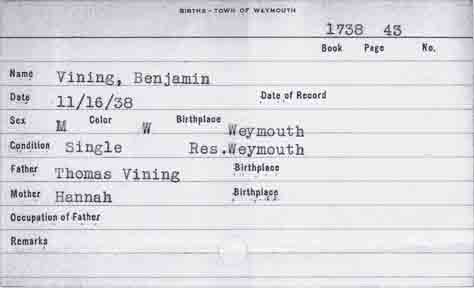 BIRTHS - TOWN OF WEYMOUTH
1738 43
Book Page No.
Name Vining, Benjamin
Date 11/16/38 Date of Record
Sex M Color W Birthplace Weymouth
Condition Single Res.Weymouth
Father Thomas Vining Birthplace
Mother Hannah Birthplace
Occupation of Father
Remarks